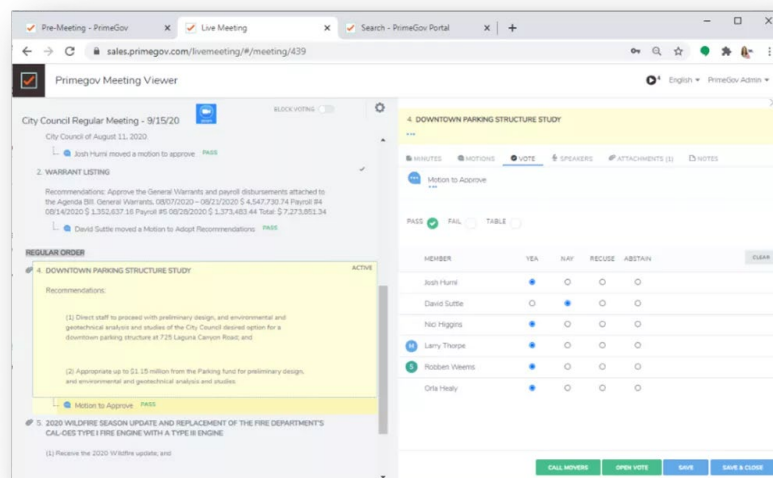 Pre-Meeting - PrimeGov
Live Meeting
Search - PrimeGov Portal
sales.primegov.com/livemeeting/#/meeting/439
Primegov Meeting Viewer
English
PrimeGov Admin
City Council Regular Meeting - 9/15/20
BLOCK VOTING
City Council of August 11, 2020
Josh Humi moved a motion to approve PASS
2. WARRANT LISTING
Recommendations: Approve the General Warrants and payroll disbursements attached to
the Agenda Bill. General Warrants, 08/07/2020 – 08/21/2020 $ 4,547,730.74 Payroll #4
08/14/2020 $ 1,352,637.16 Payroll #5 08/28/2020 $ 1,373,483.44 Total: $ 7,273,851.34
David Suttle moved a Motion to Adopt Recommendations PASS
REGULAR ORDER
4. DOWNTOWN PARKING STRUCTURE STUDY ACTIVE
Recommendations:
(1) Direct staff to proceed with preliminary design, and environmental and
geotechnical analysis and studies of the City Council desired option for a
downtown parking structure at 725 Laguna Canyon Road; and
(2) Appropriate up to $1.15 million from the Parking fund for preliminary design,
and environmental and geotechnical analysis and studies
Motion to Approve PASS
5. 2020 WILDFIRE SEASON UPDATE AND REPLACEMENT OF THE FIRE DEPARTMENT'S
CAL-OES TYPE I FIRE ENGINE WITH A TYPE III ENGINE
(1) Receive the 2020 Wildfire update; and
4. DOWNTOWN PARKING STRUCTURE STUDY
MINUTES MOTIONS VOTE SPEAKERS ATTACHMENTS (1) NOTES
Motion to Approve
PASS FAIL TABLE
MEMBER YEA NAY RECUSE ABSTAIN CLEAR
Josh Humi
David Suttle
Nici Higgins
Larry Thorpe
Robben Weems
Orla Healy
CALL MOVERS OPEN VOTE SAVE SAVE & CLOSE